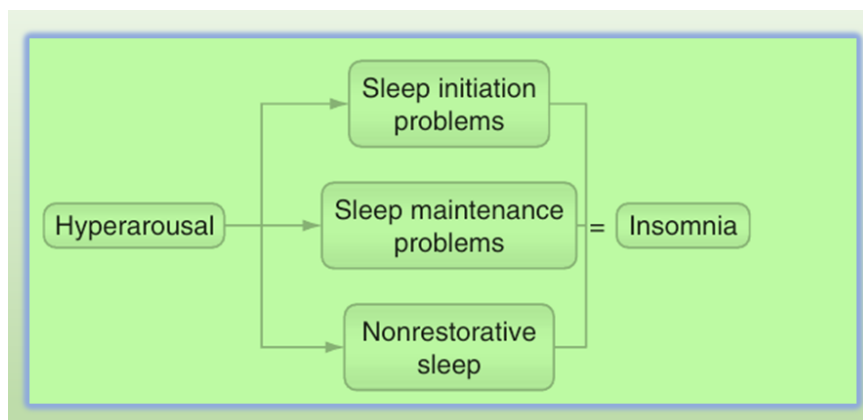 Sleep initiation
problems
Hyperarousal
Sleep maintenance
problems
= Insomnia
Nonrestorative
sleep